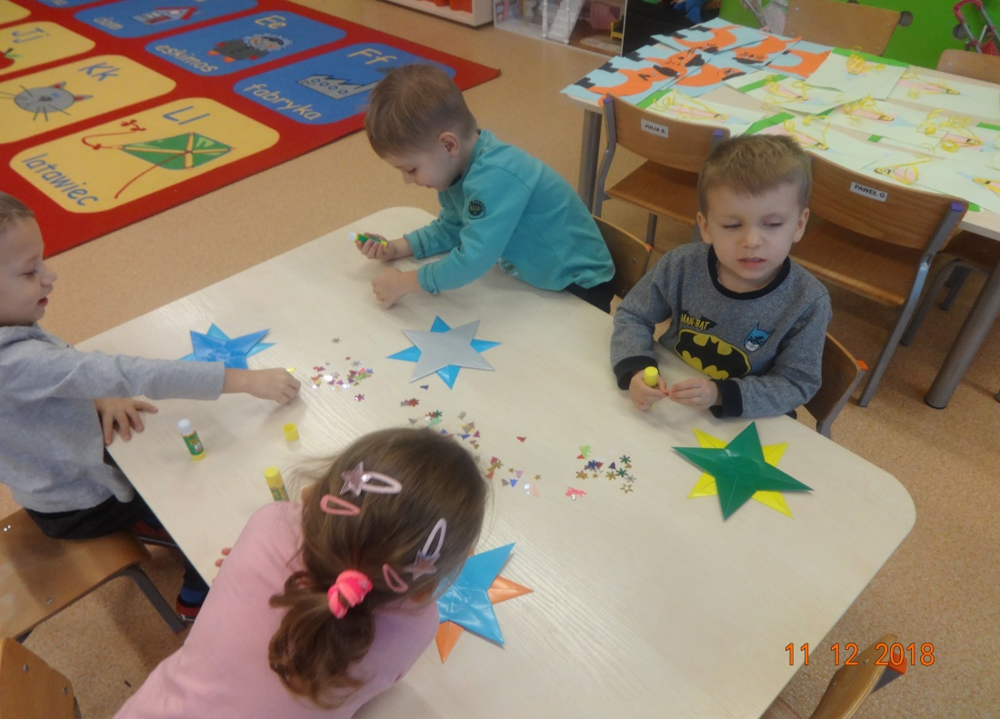 Jj
Ee
eskimos
Ff
fabryka
Kk
Ll
latawiec
JULIA S.
PAWEŁ G
MAN-BAT
11 12 2018